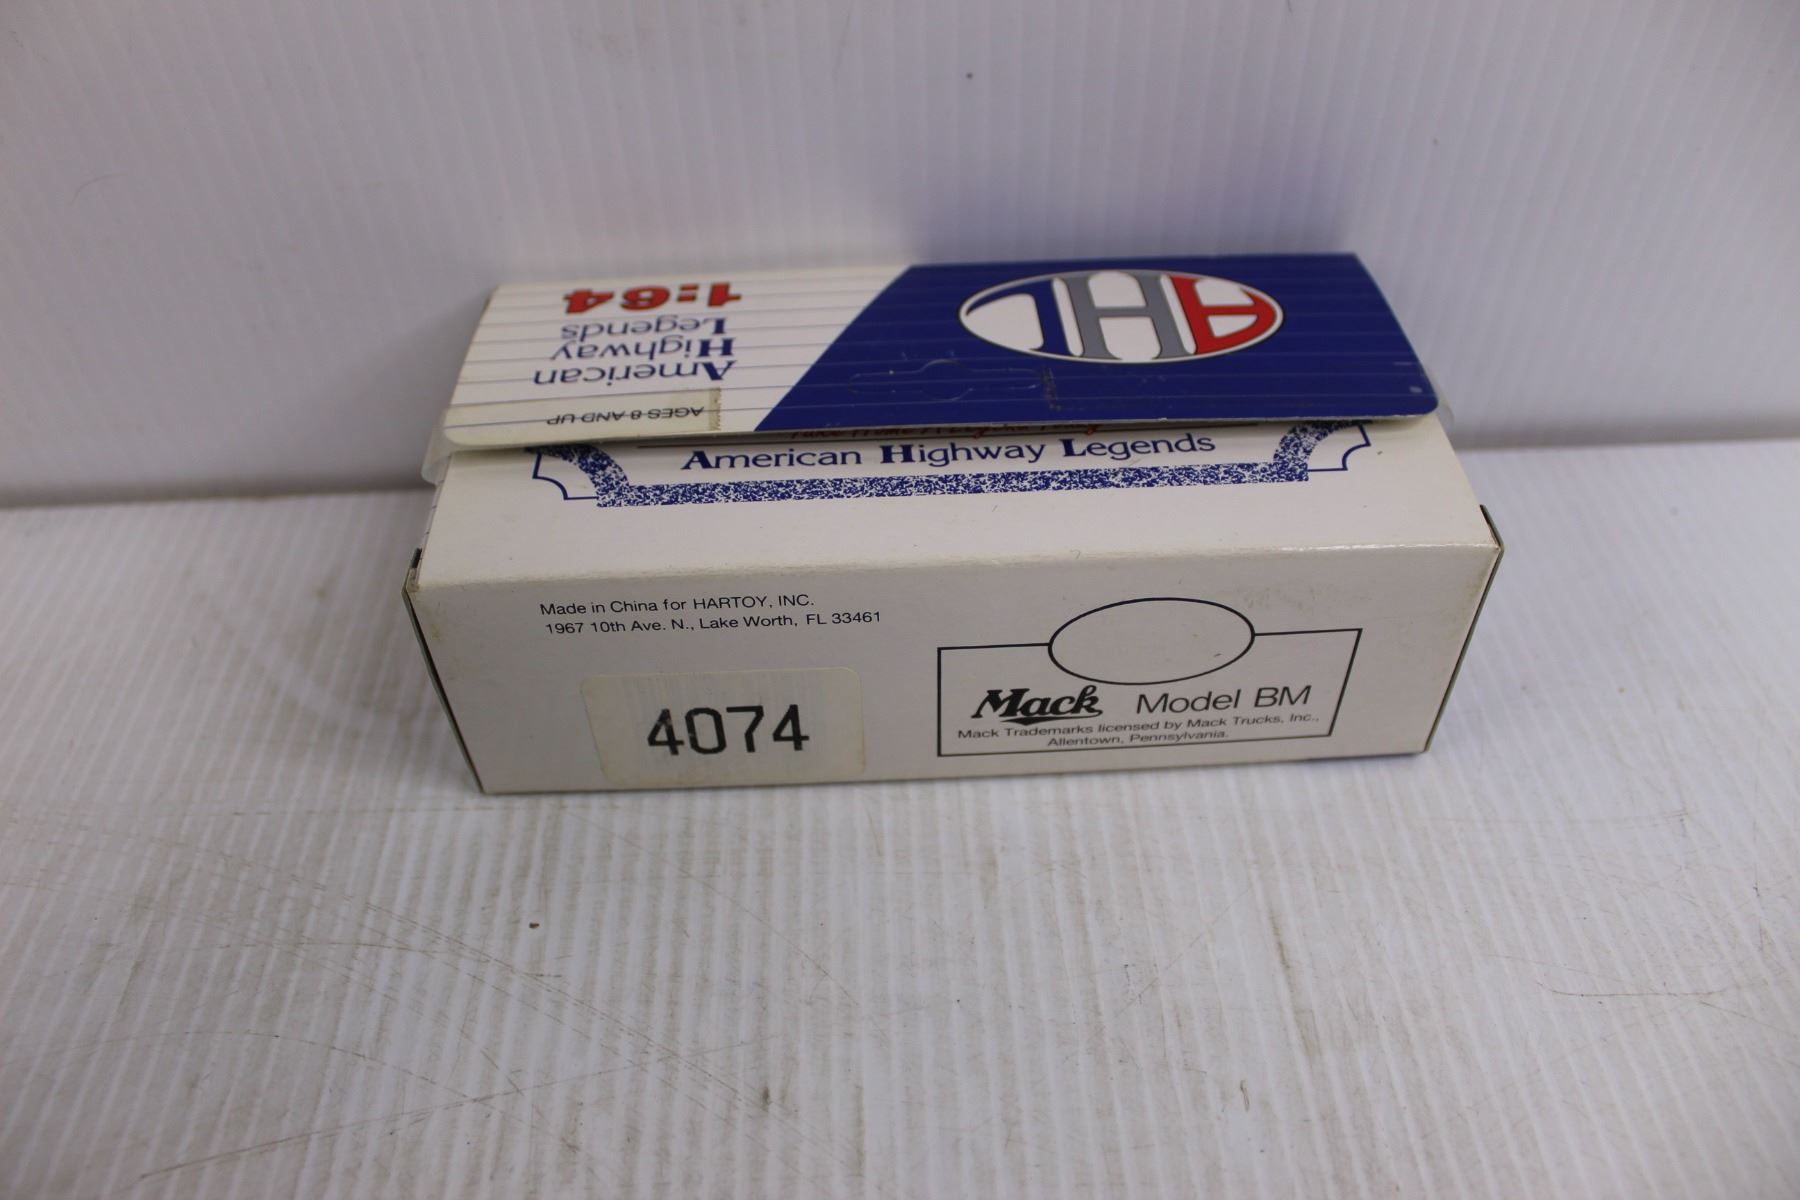 AHL
1:64
American
Highway
Legends
AGES 8 AND UP
American Highway Legends
Made in China for HARTOY, INC.
1967 10th Ave. N., Lake Worth, FL 33461
4074
Mack Model BM
Mack Trademarks licensed by Mack Trucks, Inc.,
Allentown, Pennsylvania.